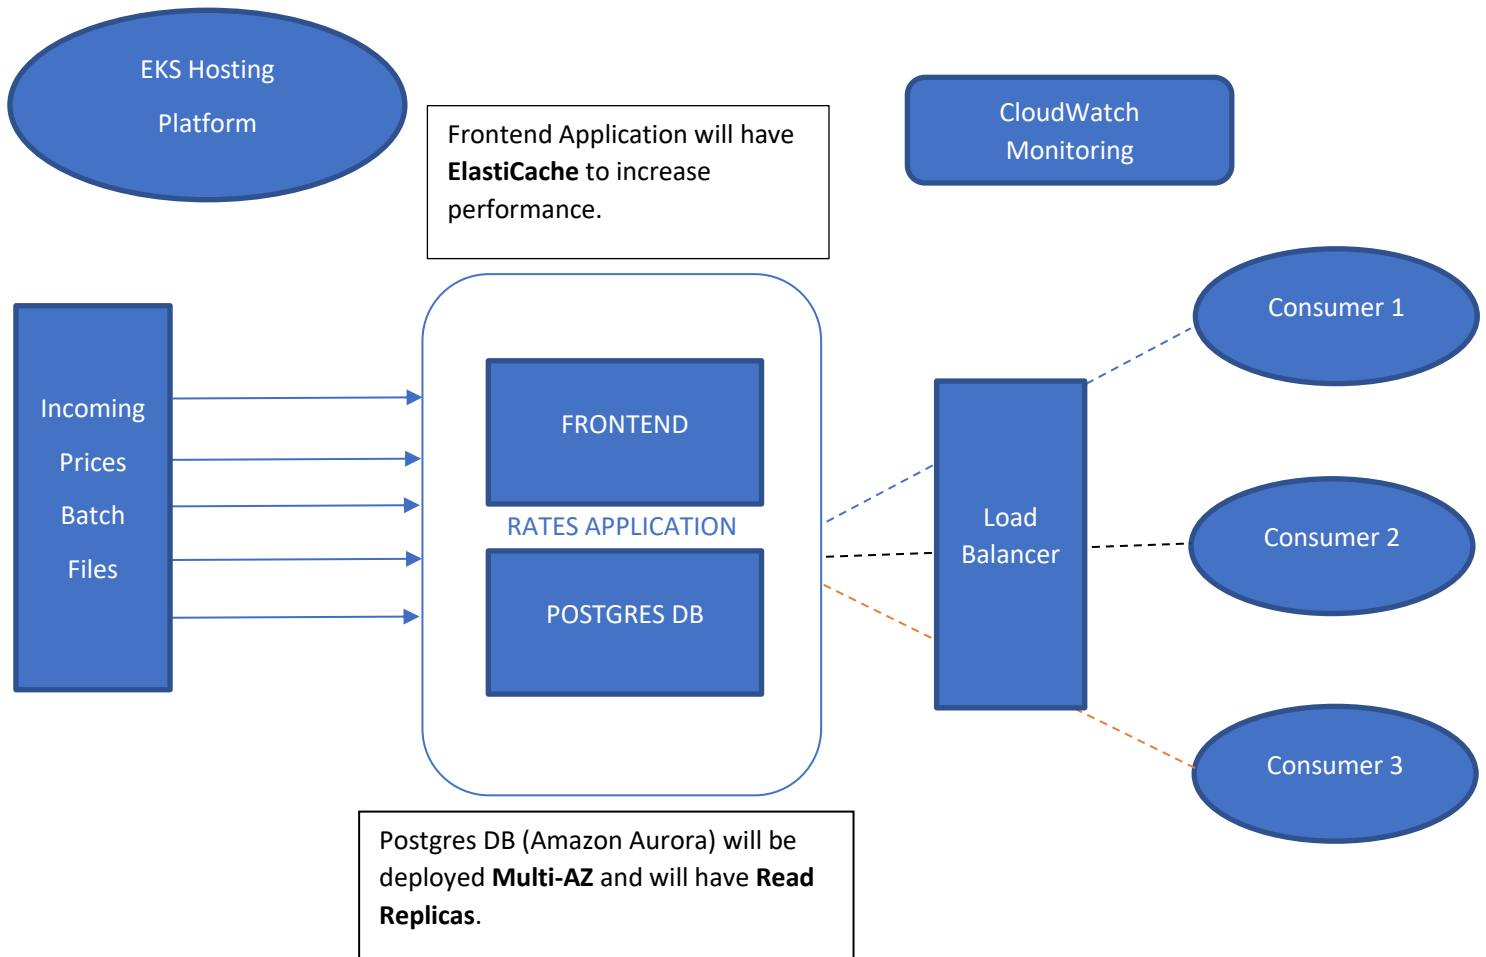 EKS Hosting
Platform
Frontend Application will have
ElastiCache to increase
performance.
CloudWatch
Monitoring
Incoming
Prices
Batch
Files
FRONTEND
RATES APPLICATION
POSTGRES DB
Load
Balancer
Consumer 1
Consumer 2
Consumer 3
Postgres DB (Amazon Aurora) will be
deployed Multi-AZ and will have Read
Replicas.